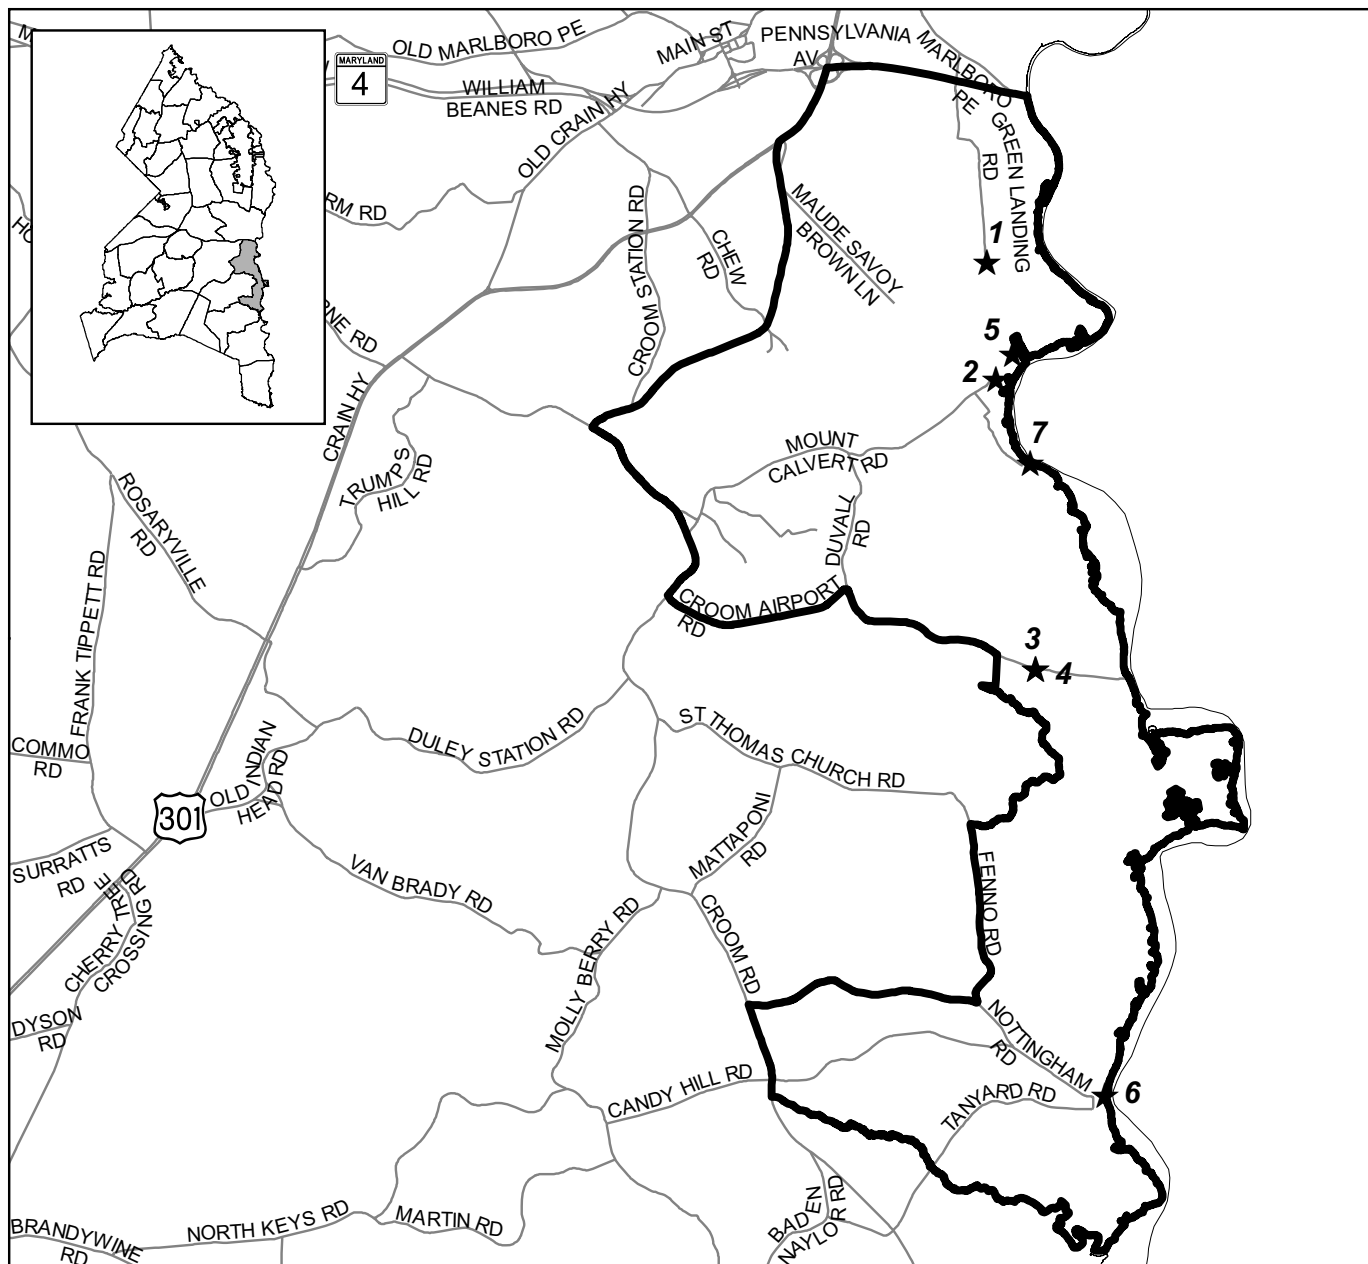 OLD MARLBORO PE
MAIN ST
PENNSYLVANIA
AV
MARLBORO
PE
MARYLAND
4
WILLIAM
BEANES RD
OLD CRAIN HY
GREEN LANDING
RD
RM RD
CROOM STATION RD
CHEW
RD
MAUDE SAVOY
BROWN LN
1
NE RD
5
2
CRAIN HY
TRUMPS
HILL RD
MOUNT
CALVERT RD
7
ROSARYVILLE
RD
DUVALL
RD
FRANK TIPPETT RD
CROOM AIRPORT
RD
3
4
COMMO
RD
OLD INDIAN
HEAD RD
DULEY STATION RD
ST THOMAS CHURCH RD
301
MATTAPONI
RD
SURRATTS
RD
CHERRY TREE
CROSSING RD
VAN BRADY RD
FENNO RD
CROOM RD
MOLLY BERRY RD
DYSON
RD
NOTTINGHAM
RD
CANDY HILL RD
TANYARD RD
6
BADEN
NAYLOR RD
NORTH KEYS RD
MARTIN RD
BRANDYWINE
RD